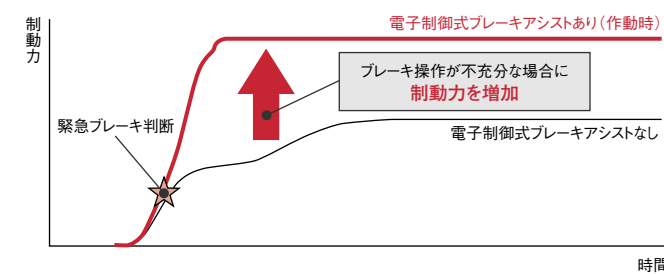 制動力
電子制御式ブレーキアシストあり（作動時）
ブレーキ操作が不充分な場合に
制動力を増加
緊急ブレーキ判断
電子制御式ブレーキアシストなし
時間